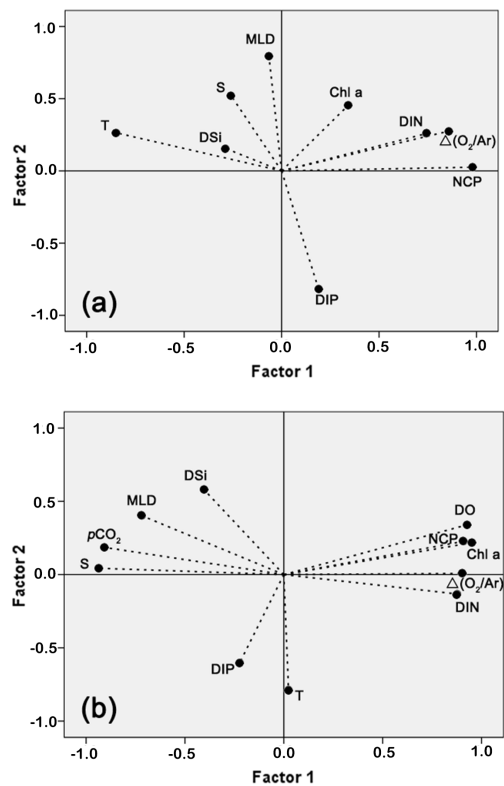 1.0
MLD
S
Chl a
0.5
T
DSi
DIN
△(O₂/Ar)
Factor 2
0.0
NCP
-0.5
DIP
(a)
-1.0
-1.0 -0.5 0.0 0.5 1.0
Factor 1
1.0
DSi
0.5
MLD
DO
pCO₂
NCP
Chl a
S
Factor 2
0.0
△(O₂/Ar)
DIN
-0.5
DIP
T
(b)
-1.0
-1.0 -0.5 0.0 0.5 1.0
Factor 1